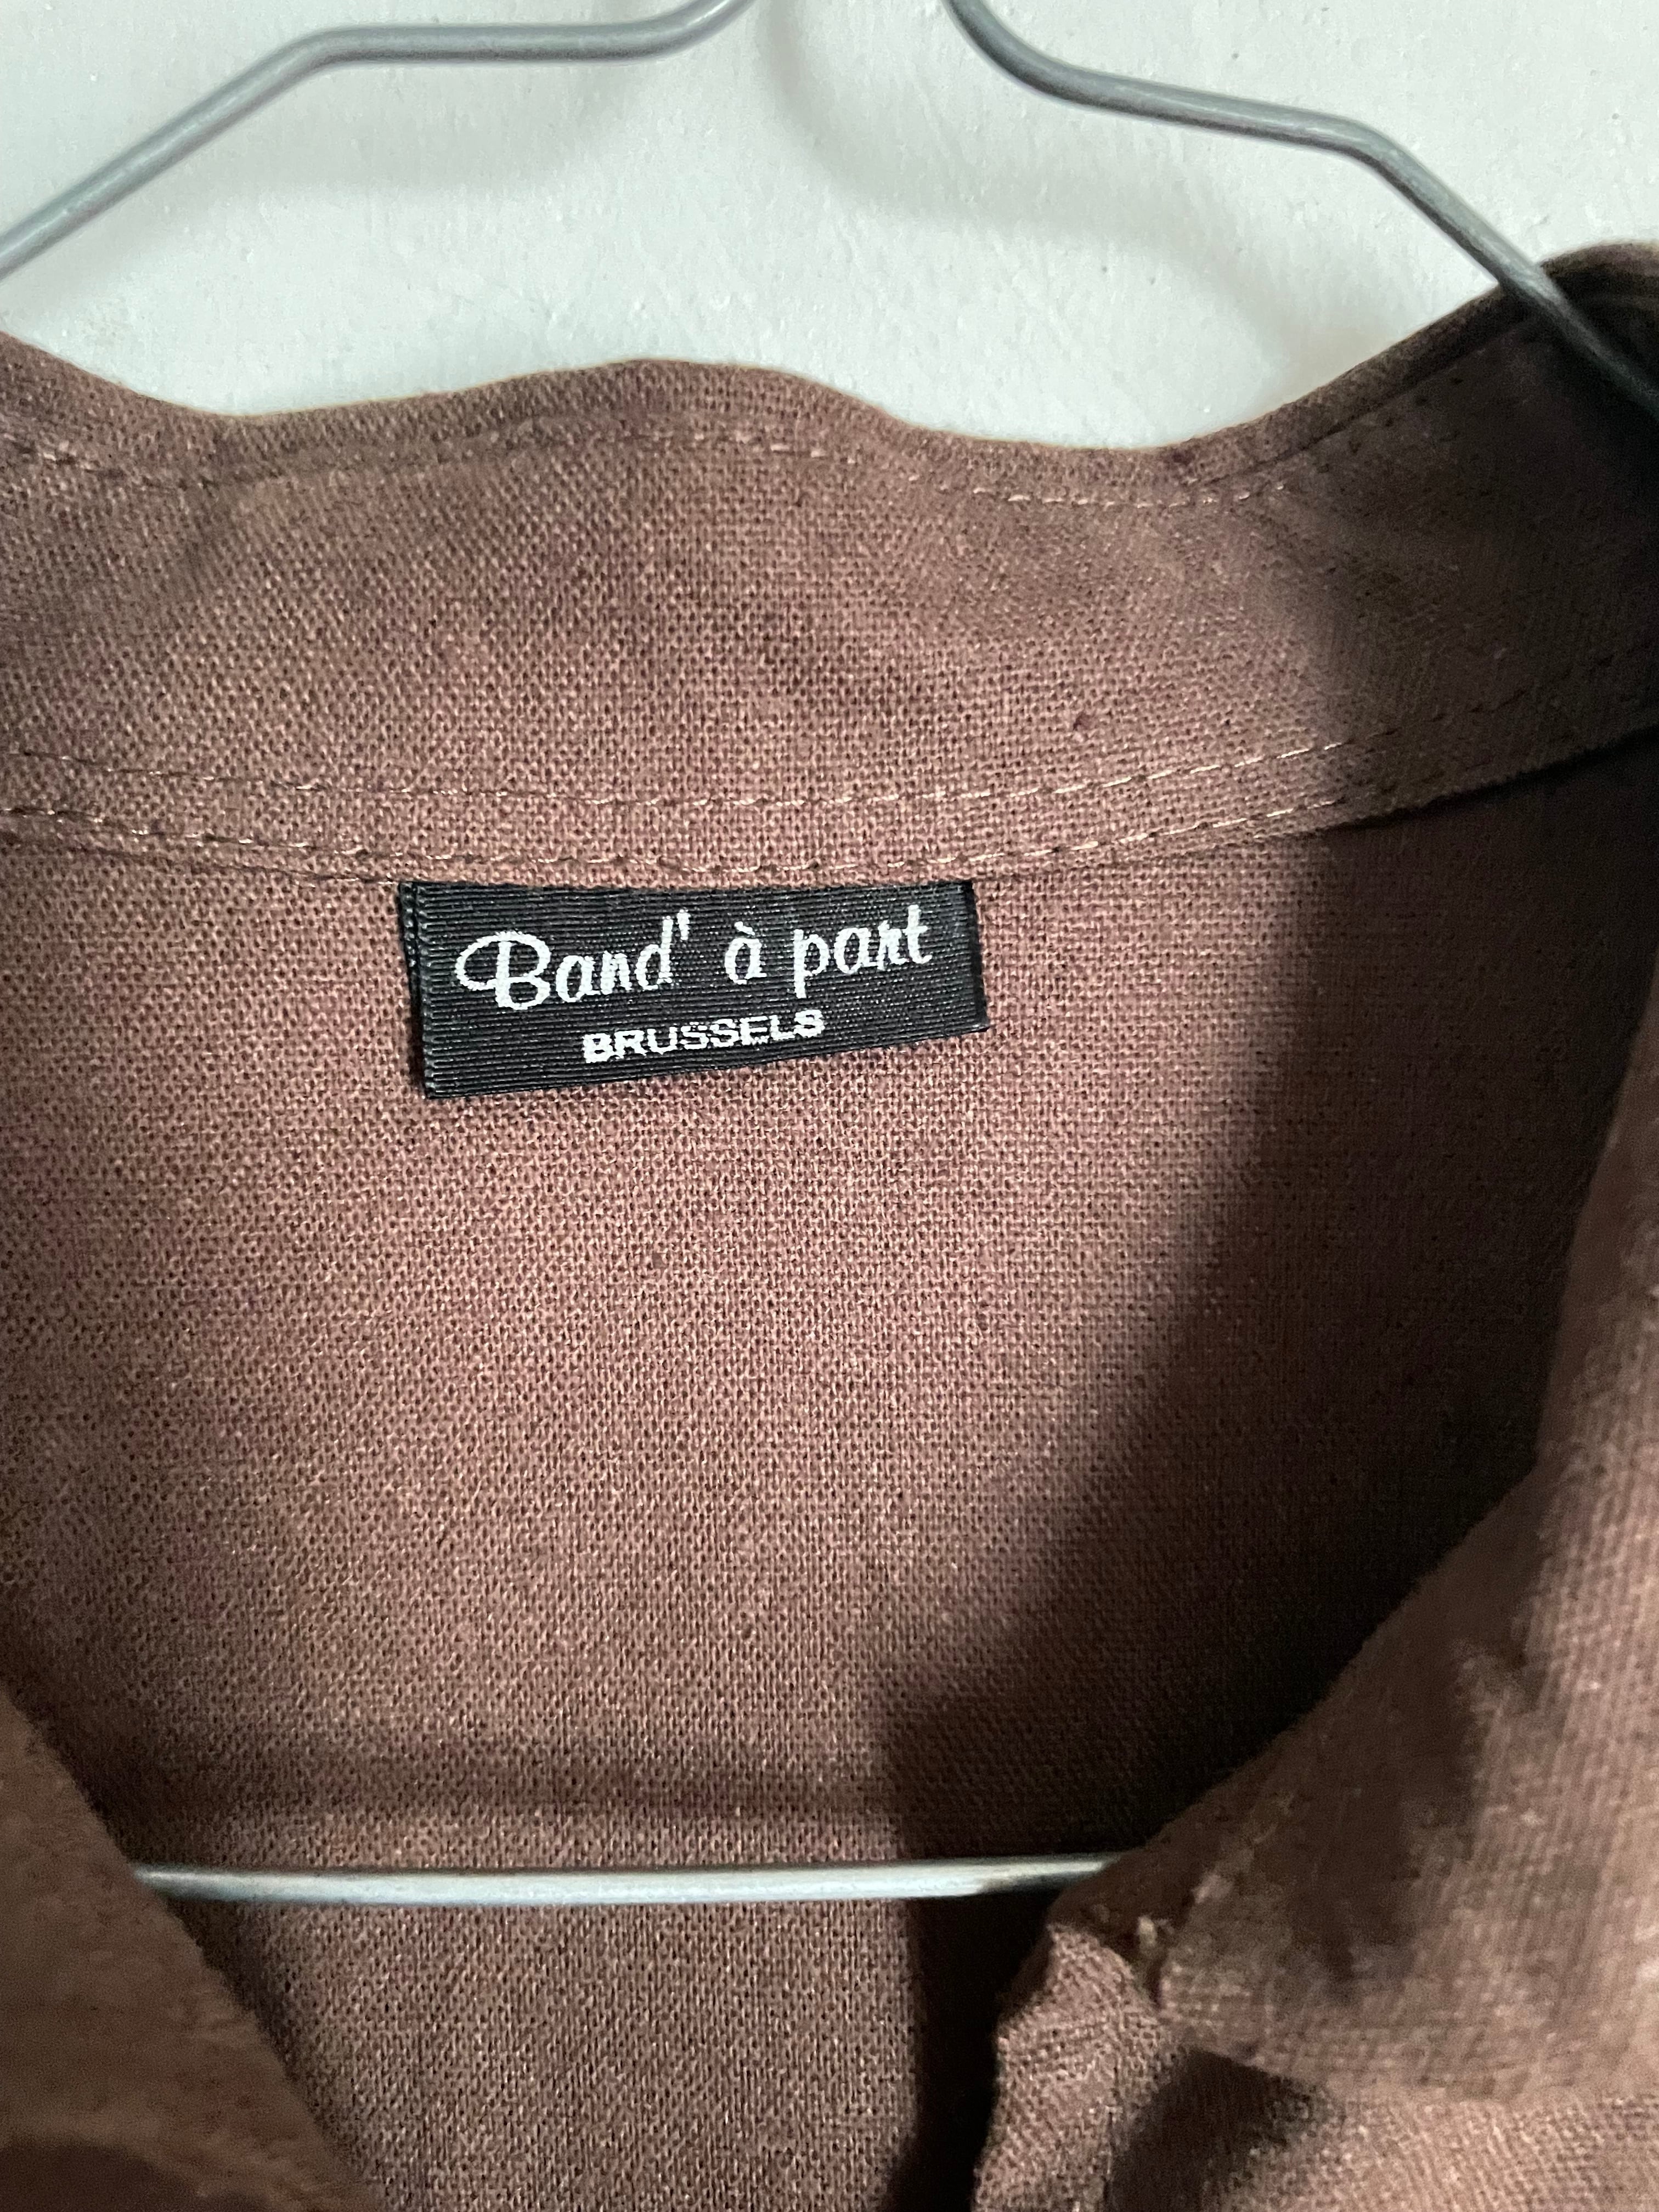 Band' à part
BRUSSELS